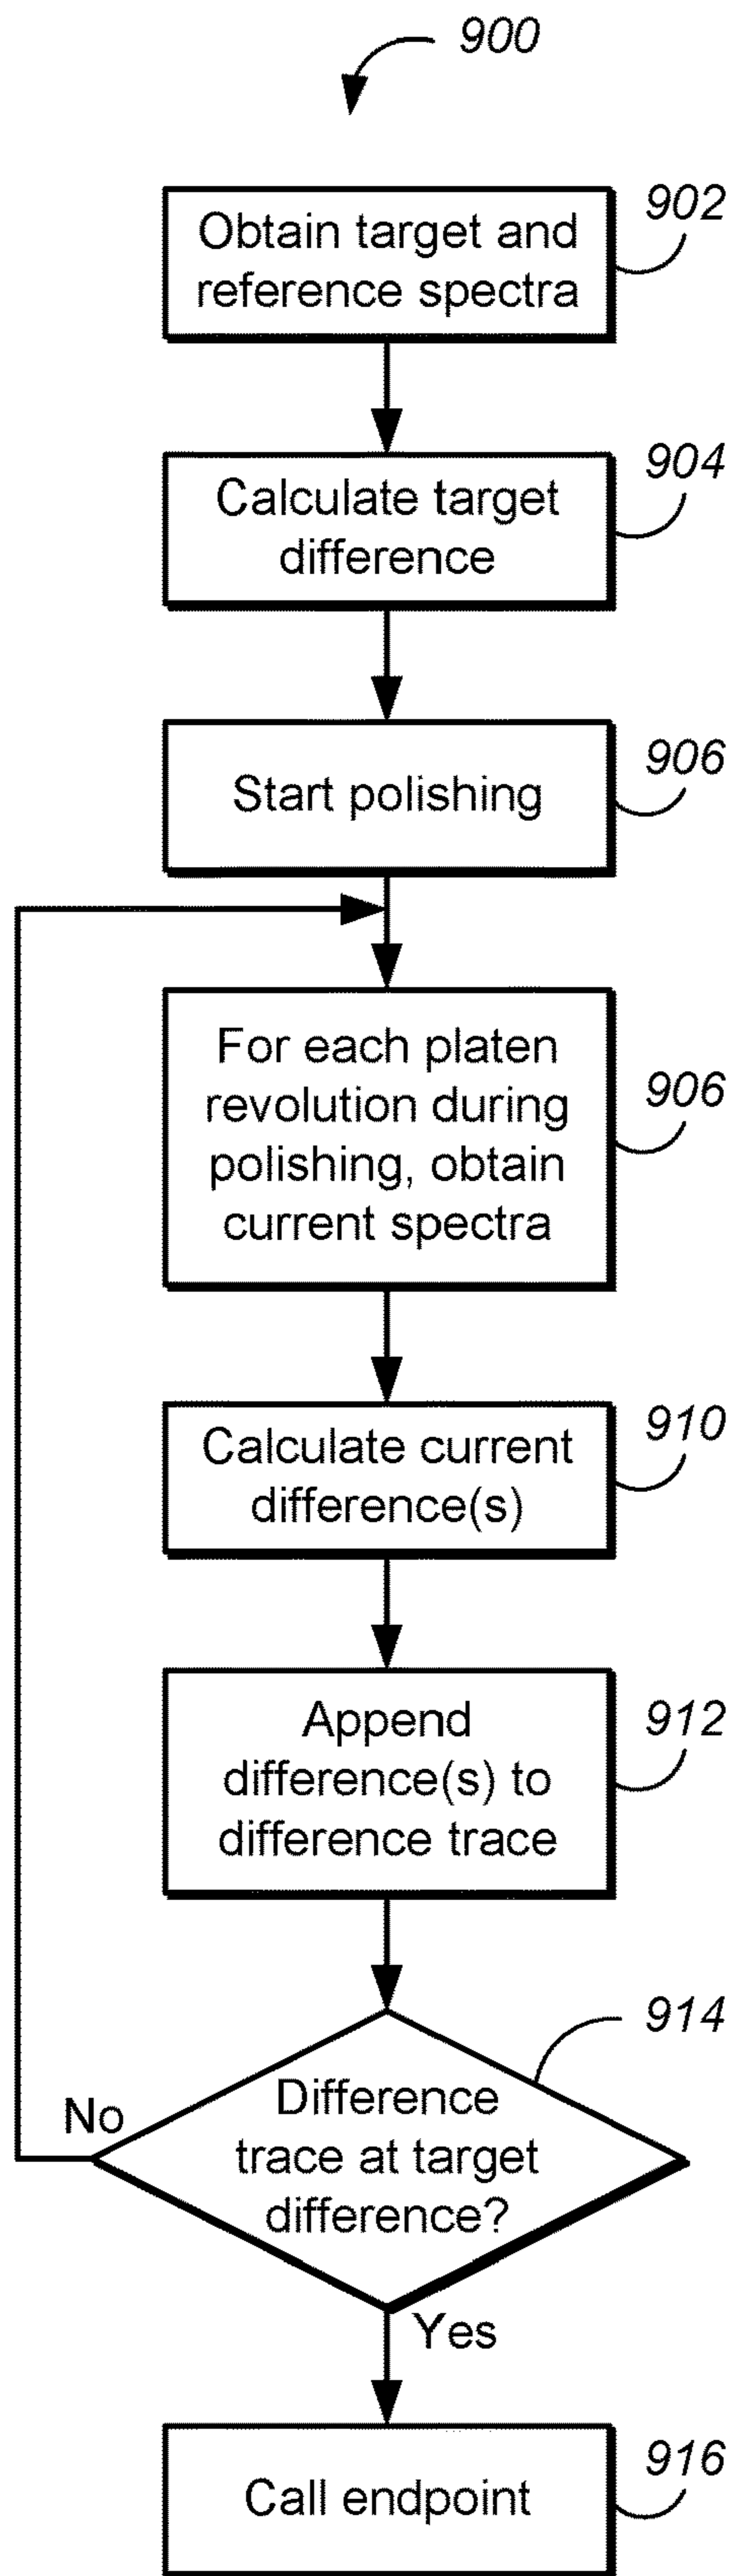 900
902
Obtain target and
reference spectra
904
Calculate target
difference
906
Start polishing
906
For each platen
revolution during
polishing, obtain
current spectra
910
Calculate current
difference(s)
912
Append
difference(s) to
difference trace
914
Difference
trace at target
difference?
No
Yes
916
Call endpoint